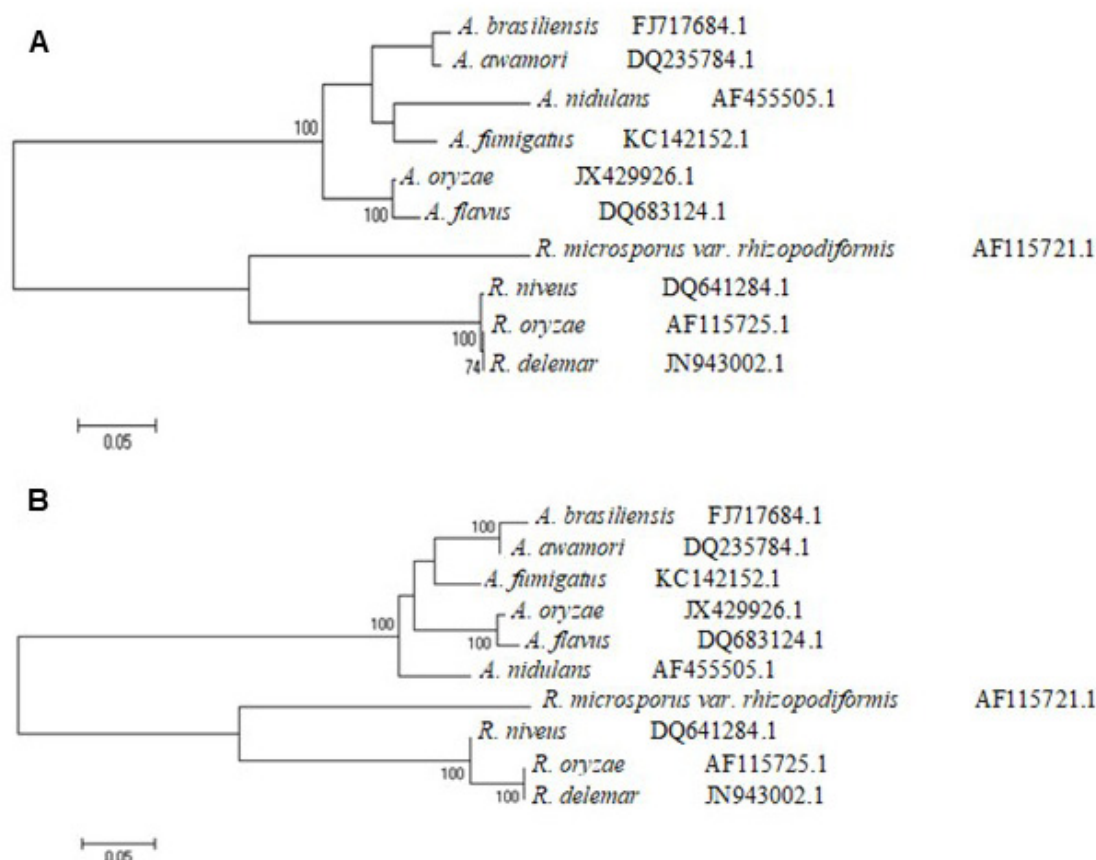 A
A. brasiliensis FJ717684.1
A. awamori DQ235784.1
A. nidulans AF455505.1
100
A. fumigatus KC142152.1
A. oryzae JX429926.1
100 A. flavus DQ683124.1
R. microsporus var. rhizopodiformis AF115721.1
R. niveus DQ641284.1
R. oryzae AF115725.1
100
74 R. delemar JN943002.1
0.05
B
A. brasiliensis FJ717684.1
100
A. awamori DQ235784.1
A. fumigatus KC142152.1
A. oryzae JX429926.1
100
100 A. flavus DQ683124.1
A. nidulans AF455505.1
R. microsporus var. rhizopodiformis AF115721.1
R. niveus DQ641284.1
R. oryzae AF115725.1
100
100 R. delemar JN943002.1
0.05